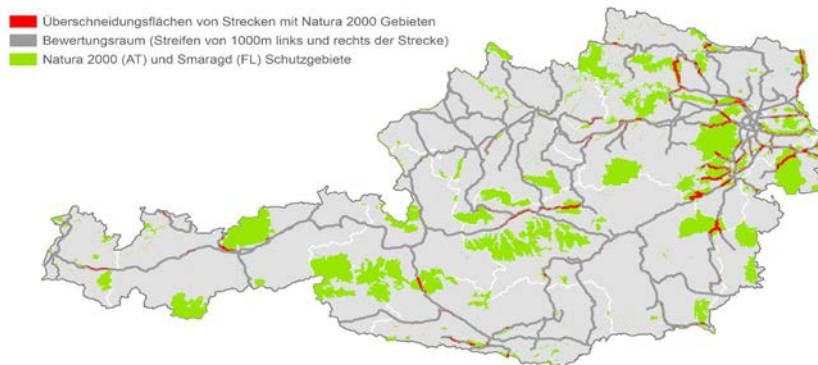 Überschneidungsflächen von Strecken mit Natura 2000 Gebieten
Bewertungsraum (Streifen von 1000m links und rechts der Strecke)
Natura 2000 (AT) und Smaragd (FL) Schutzgebiete